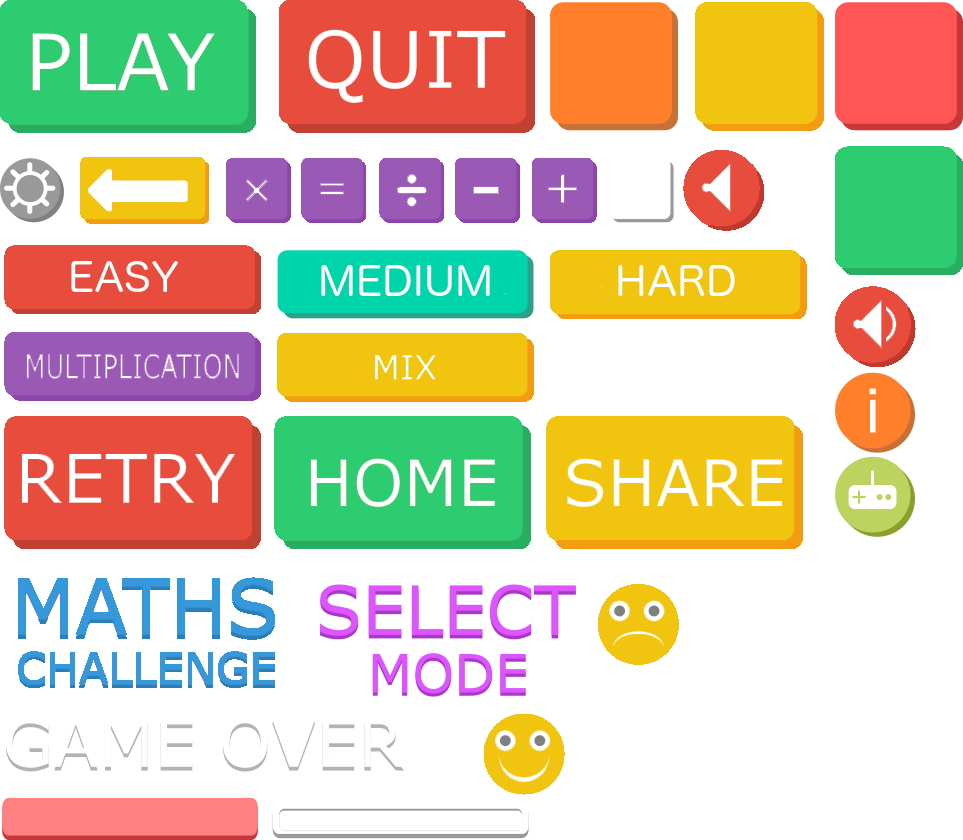 PLAY QUIT
× = ÷ - +
EASY MEDIUM HARD
MULTIPLICATION MIX
i
RETRY HOME SHARE
MATHS
CHALLENGE
SELECT
MODE
GAME OVER